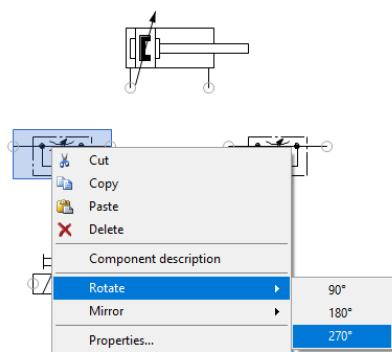 Cut
Copy
Paste
Delete
Component description
Rotate
90°
Mirror
180°
Properties...
270°